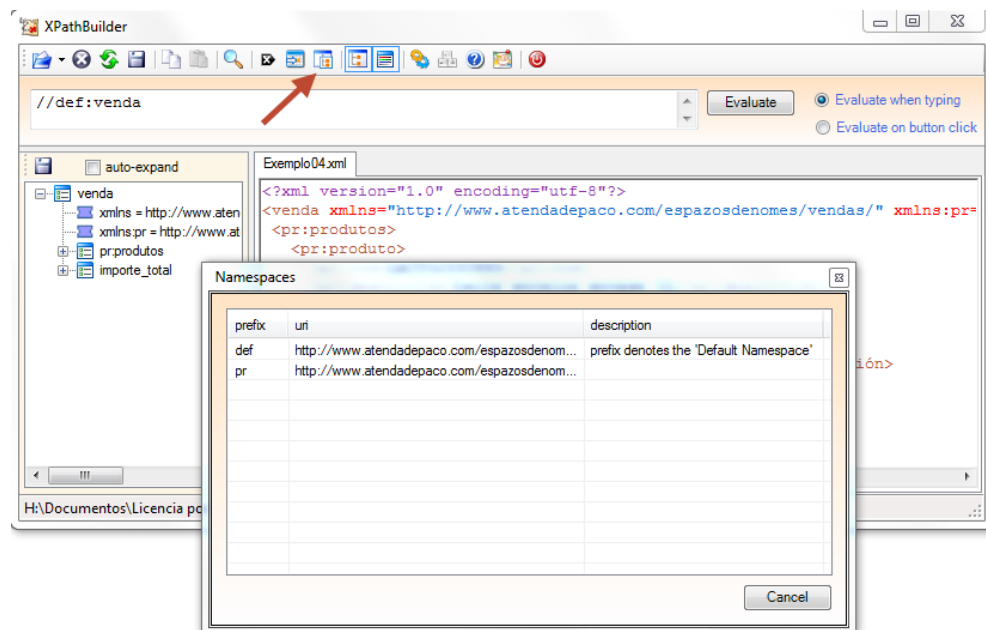 XPathBuilder
//def:venda
Evaluate
Evaluate when typing
Evaluate on button click
auto-expand
Exemplo04.xml
venda
xmlns = http://www.aten
xmlns:pr = http://www.at
pr:produtos
importe_total
<?xml version="1.0" encoding="utf-8"?>
<venda xmlns="http://www.atendadepaco.com/espazosdenomes/vendas/" xmlns:pr=
<pr:produtos>
<pr:produto>
ión>
Namespaces
prefix uri description
def http://www.atendadepaco.com/espazosdenom... prefix denotes the 'Default Namespace'
pr http://www.atendadepaco.com/espazosdenom...
Cancel
H:\Documentos\Licencia po